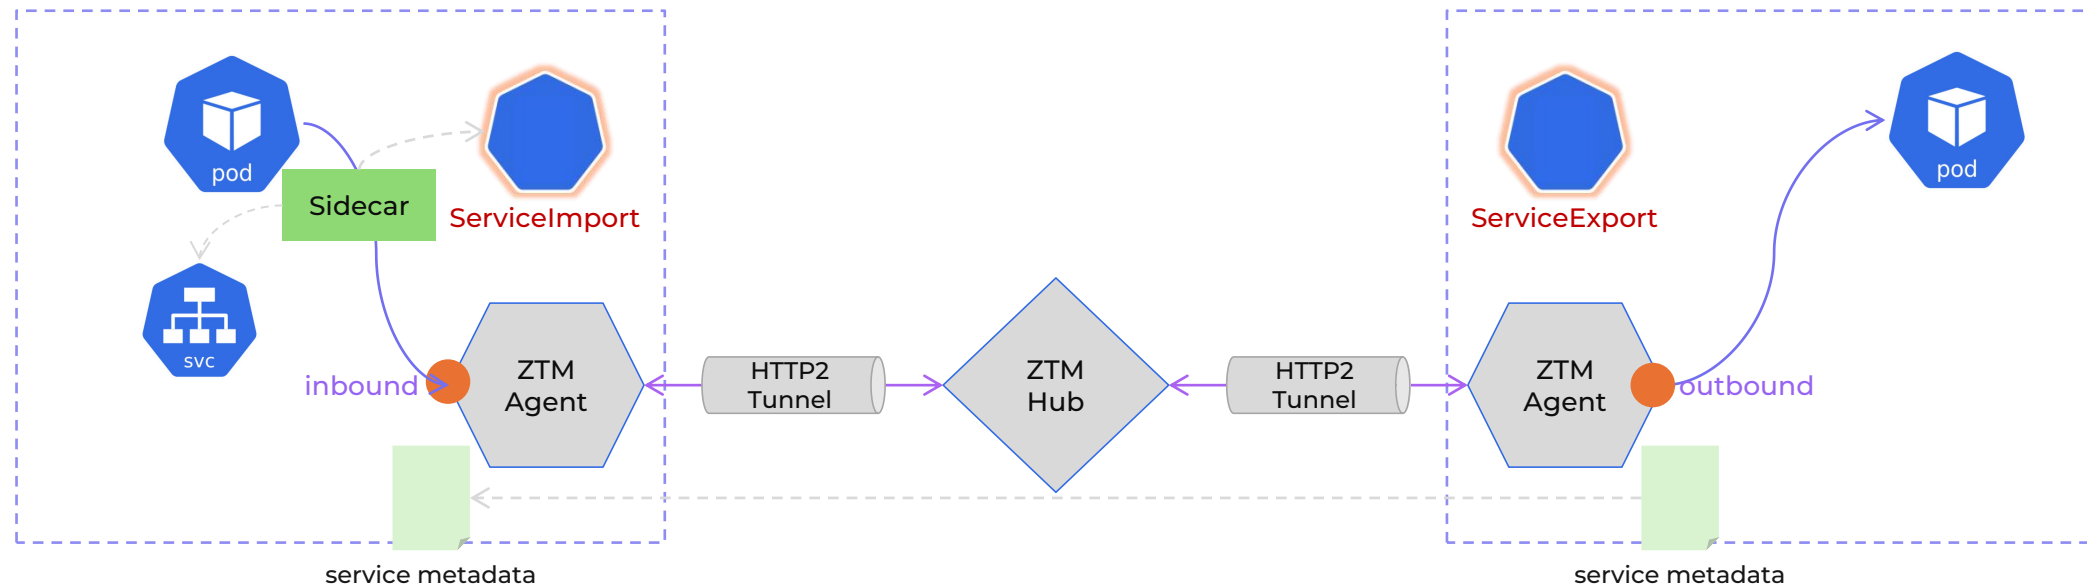 pod
Sidecar
ServiceImport
svc
inbound
ZTM
Agent
HTTP2
Tunnel
ZTM
Hub
HTTP2
Tunnel
ServiceExport
pod
ZTM
Agent
outbound
service metadata
service metadata